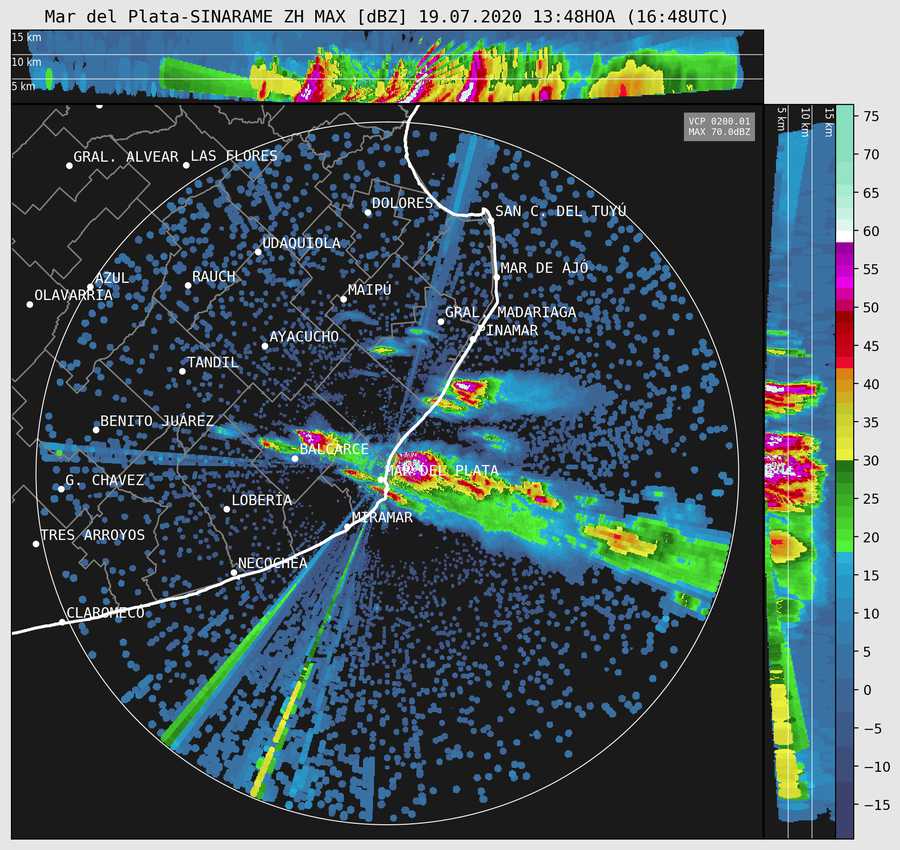 Mar del Plata-SINARAME ZH MAX [dBZ] 19.07.2020 13:48HOA (16:48UTC)
15 km
10 km
5 km
5 km
10 km
15 km
VCP 0200.01
MAX 70.0dBZ
GRAL. ALVEAR
LAS FLORES
DOLORES
SAN C. DEL TUYÚ
UDAQUIOLA
MAR DE AJÓ
AZUL
RAUCH
OLAVARRÍA
MAIPÚ
GRAL. MADARIAGA
PINAMAR
AYACUCHO
TANDIL
BENITO JUÁREZ
BALCARCE
MAR DEL PLATA
G. CHAVEZ
LOBERÍA
MIRAMAR
TRES ARROYOS
NECOCHEA
CLAROMECÓ
75
70
65
60
55
50
45
40
35
30
25
20
15
10
5
0
−5
−10
−15